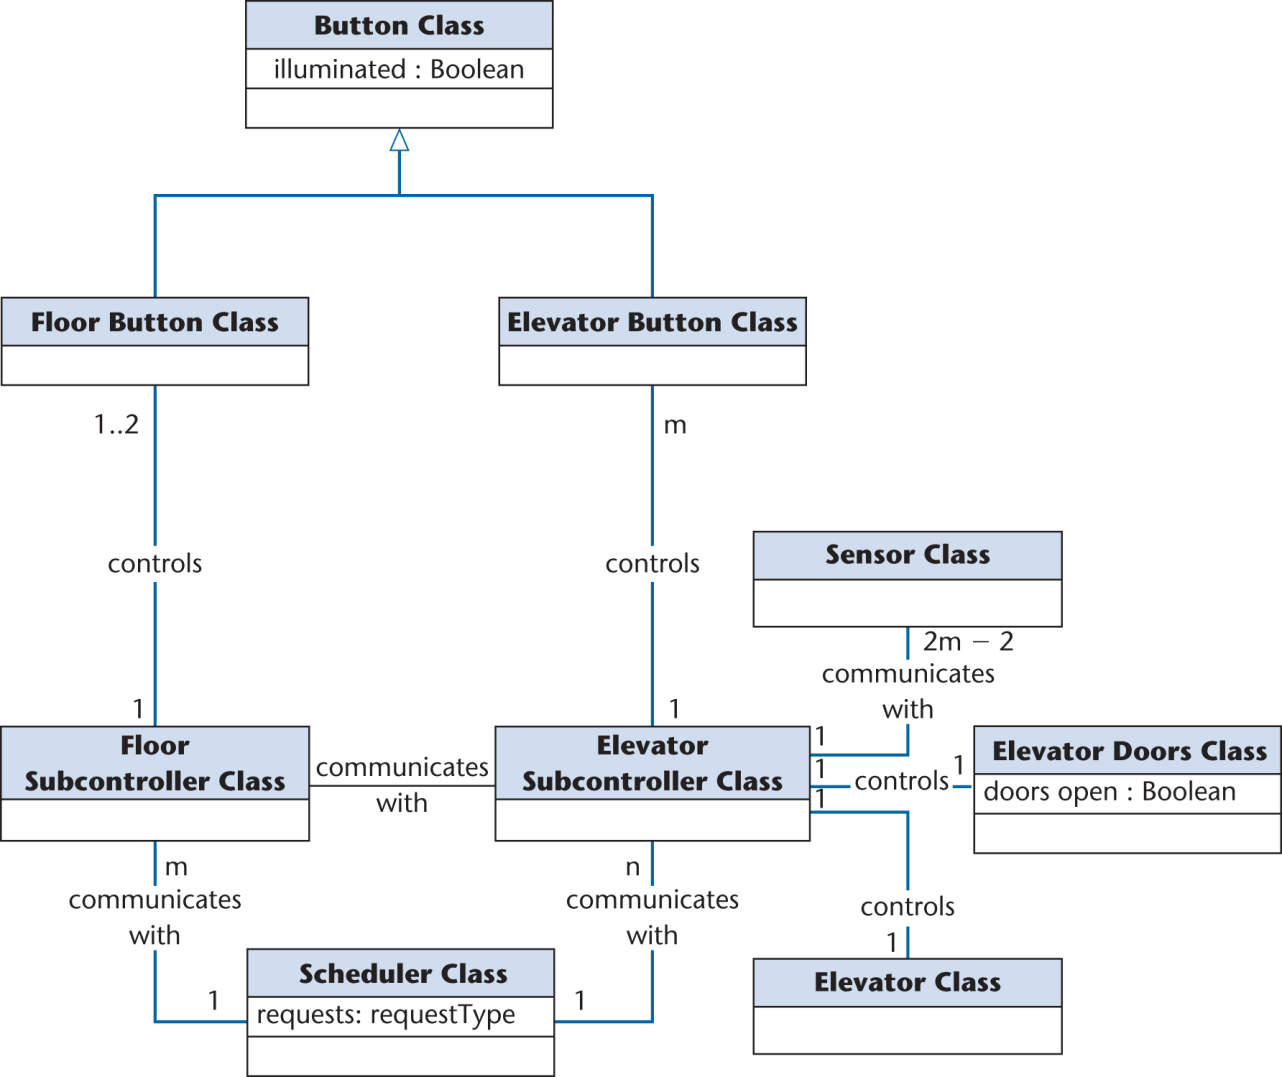 Button Class
illuminated : Boolean
Floor Button Class
Elevator Button Class
1..2
m
controls
controls
Sensor Class
2m − 2
communicates
with
1
1
Floor
Subcontroller Class
communicates
with
Elevator
Subcontroller Class
1
1
controls
1
1
Elevator Doors Class
doors open : Boolean
m
communicates
with
n
communicates
with
controls
1
Scheduler Class
requests: requestType
1
1
Elevator Class